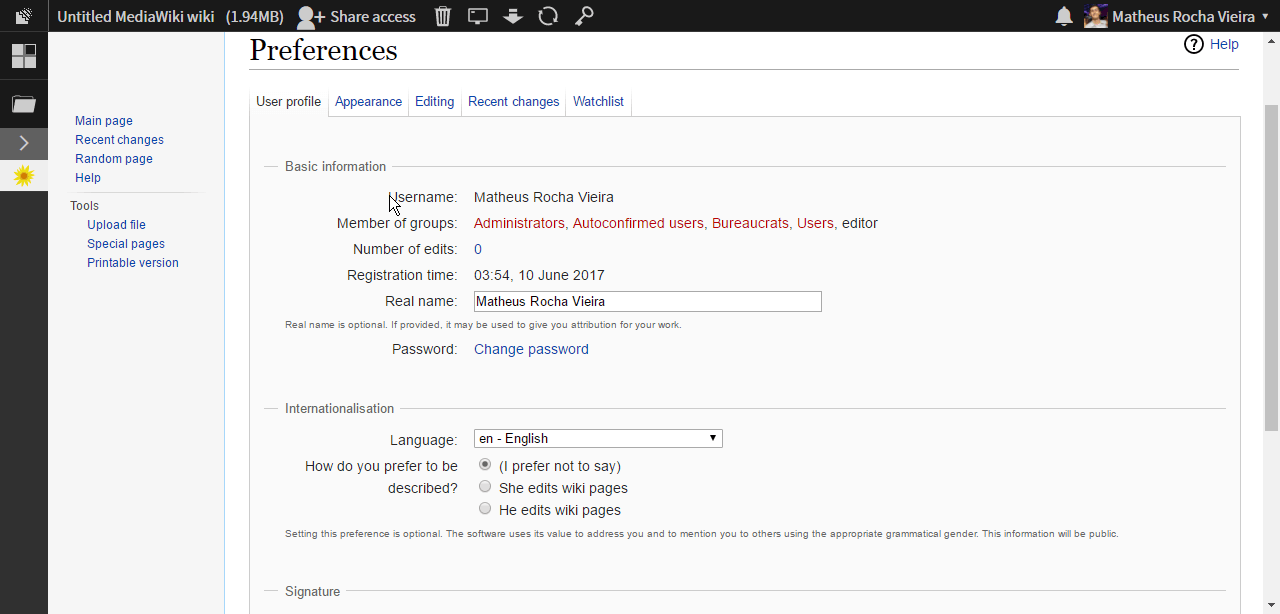 Untitled MediaWiki wiki (1.94MB) Share access Matheus Rocha Vieira
Preferences
Help
User profile Appearance Editing Recent changes Watchlist
Main page
Recent changes
Random page
Help
Tools
Upload file
Special pages
Printable version
Basic information
Username: Matheus Rocha Vieira
Member of groups: Administrators, Autoconfirmed users, Bureaucrats, Users, editor
Number of edits: 0
Registration time: 03:54, 10 June 2017
Real name: Matheus Rocha Vieira
Real name is optional. If provided, it may be used to give you attribution for your work.
Password: Change password
Internationalisation
Language: en - English
How do you prefer to be described?
(I prefer not to say)
She edits wiki pages
He edits wiki pages
Setting this preference is optional. The software uses its value to address you and to mention you to others using the appropriate grammatical gender. This information will be public.
Signature